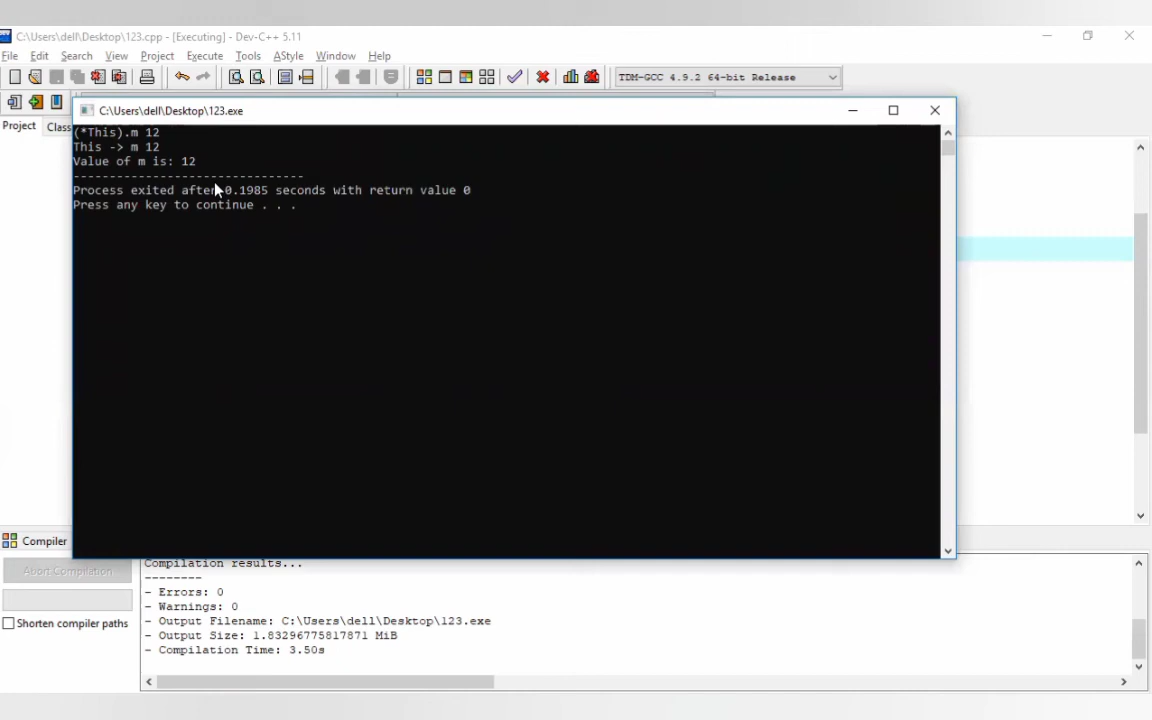 C:\Users\dell\Desktop\123.cpp - [Executing] - Dev-C++ 5.11
File Edit Search View Project Execute Tools AStyle Window Help
TDM-GCC 4.9.2 64-bit Release
Project Class
C:\Users\dell\Desktop\123.exe
(*This).m 12
This -> m 12
Value of m is: 12
--------------------------------
Process exited after 0.1985 seconds with return value 0
Press any key to continue . . .
Compiler
Abort Compilation
Shorten compiler paths
Compilation results...
--------
- Errors: 0
- Warnings: 0
- Output Filename: C:\Users\dell\Desktop\123.exe
- Output Size: 1.83296775817871 MiB
- Compilation Time: 3.50s